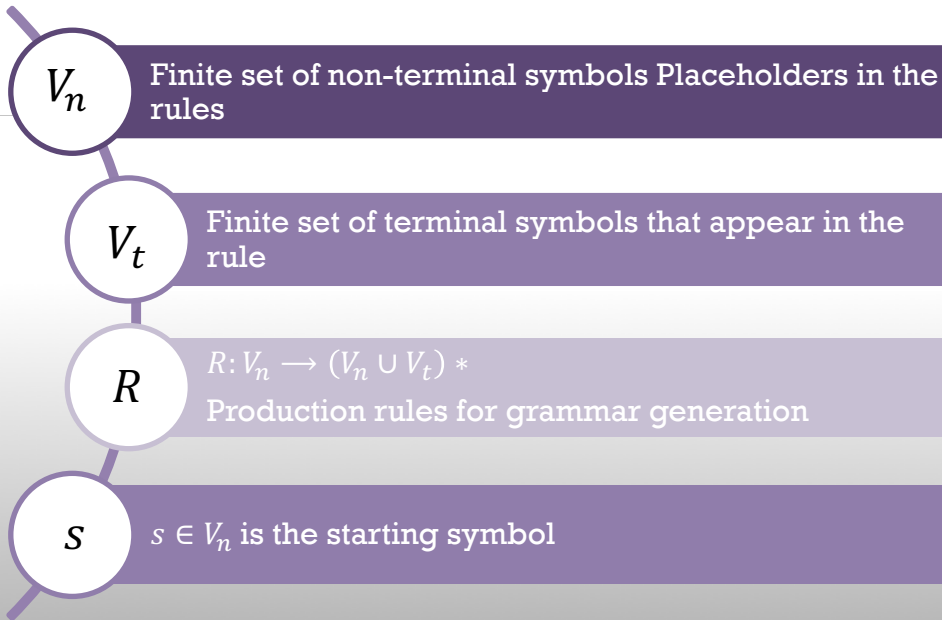 Vₙ
Finite set of non-terminal symbols Placeholders in the
rules
Vₜ
Finite set of terminal symbols that appear in the
rule
R
R: Vₙ ⟶ (Vₙ ∪ Vₜ) *
Production rules for grammar generation
s
s ∈ Vₙ is the starting symbol